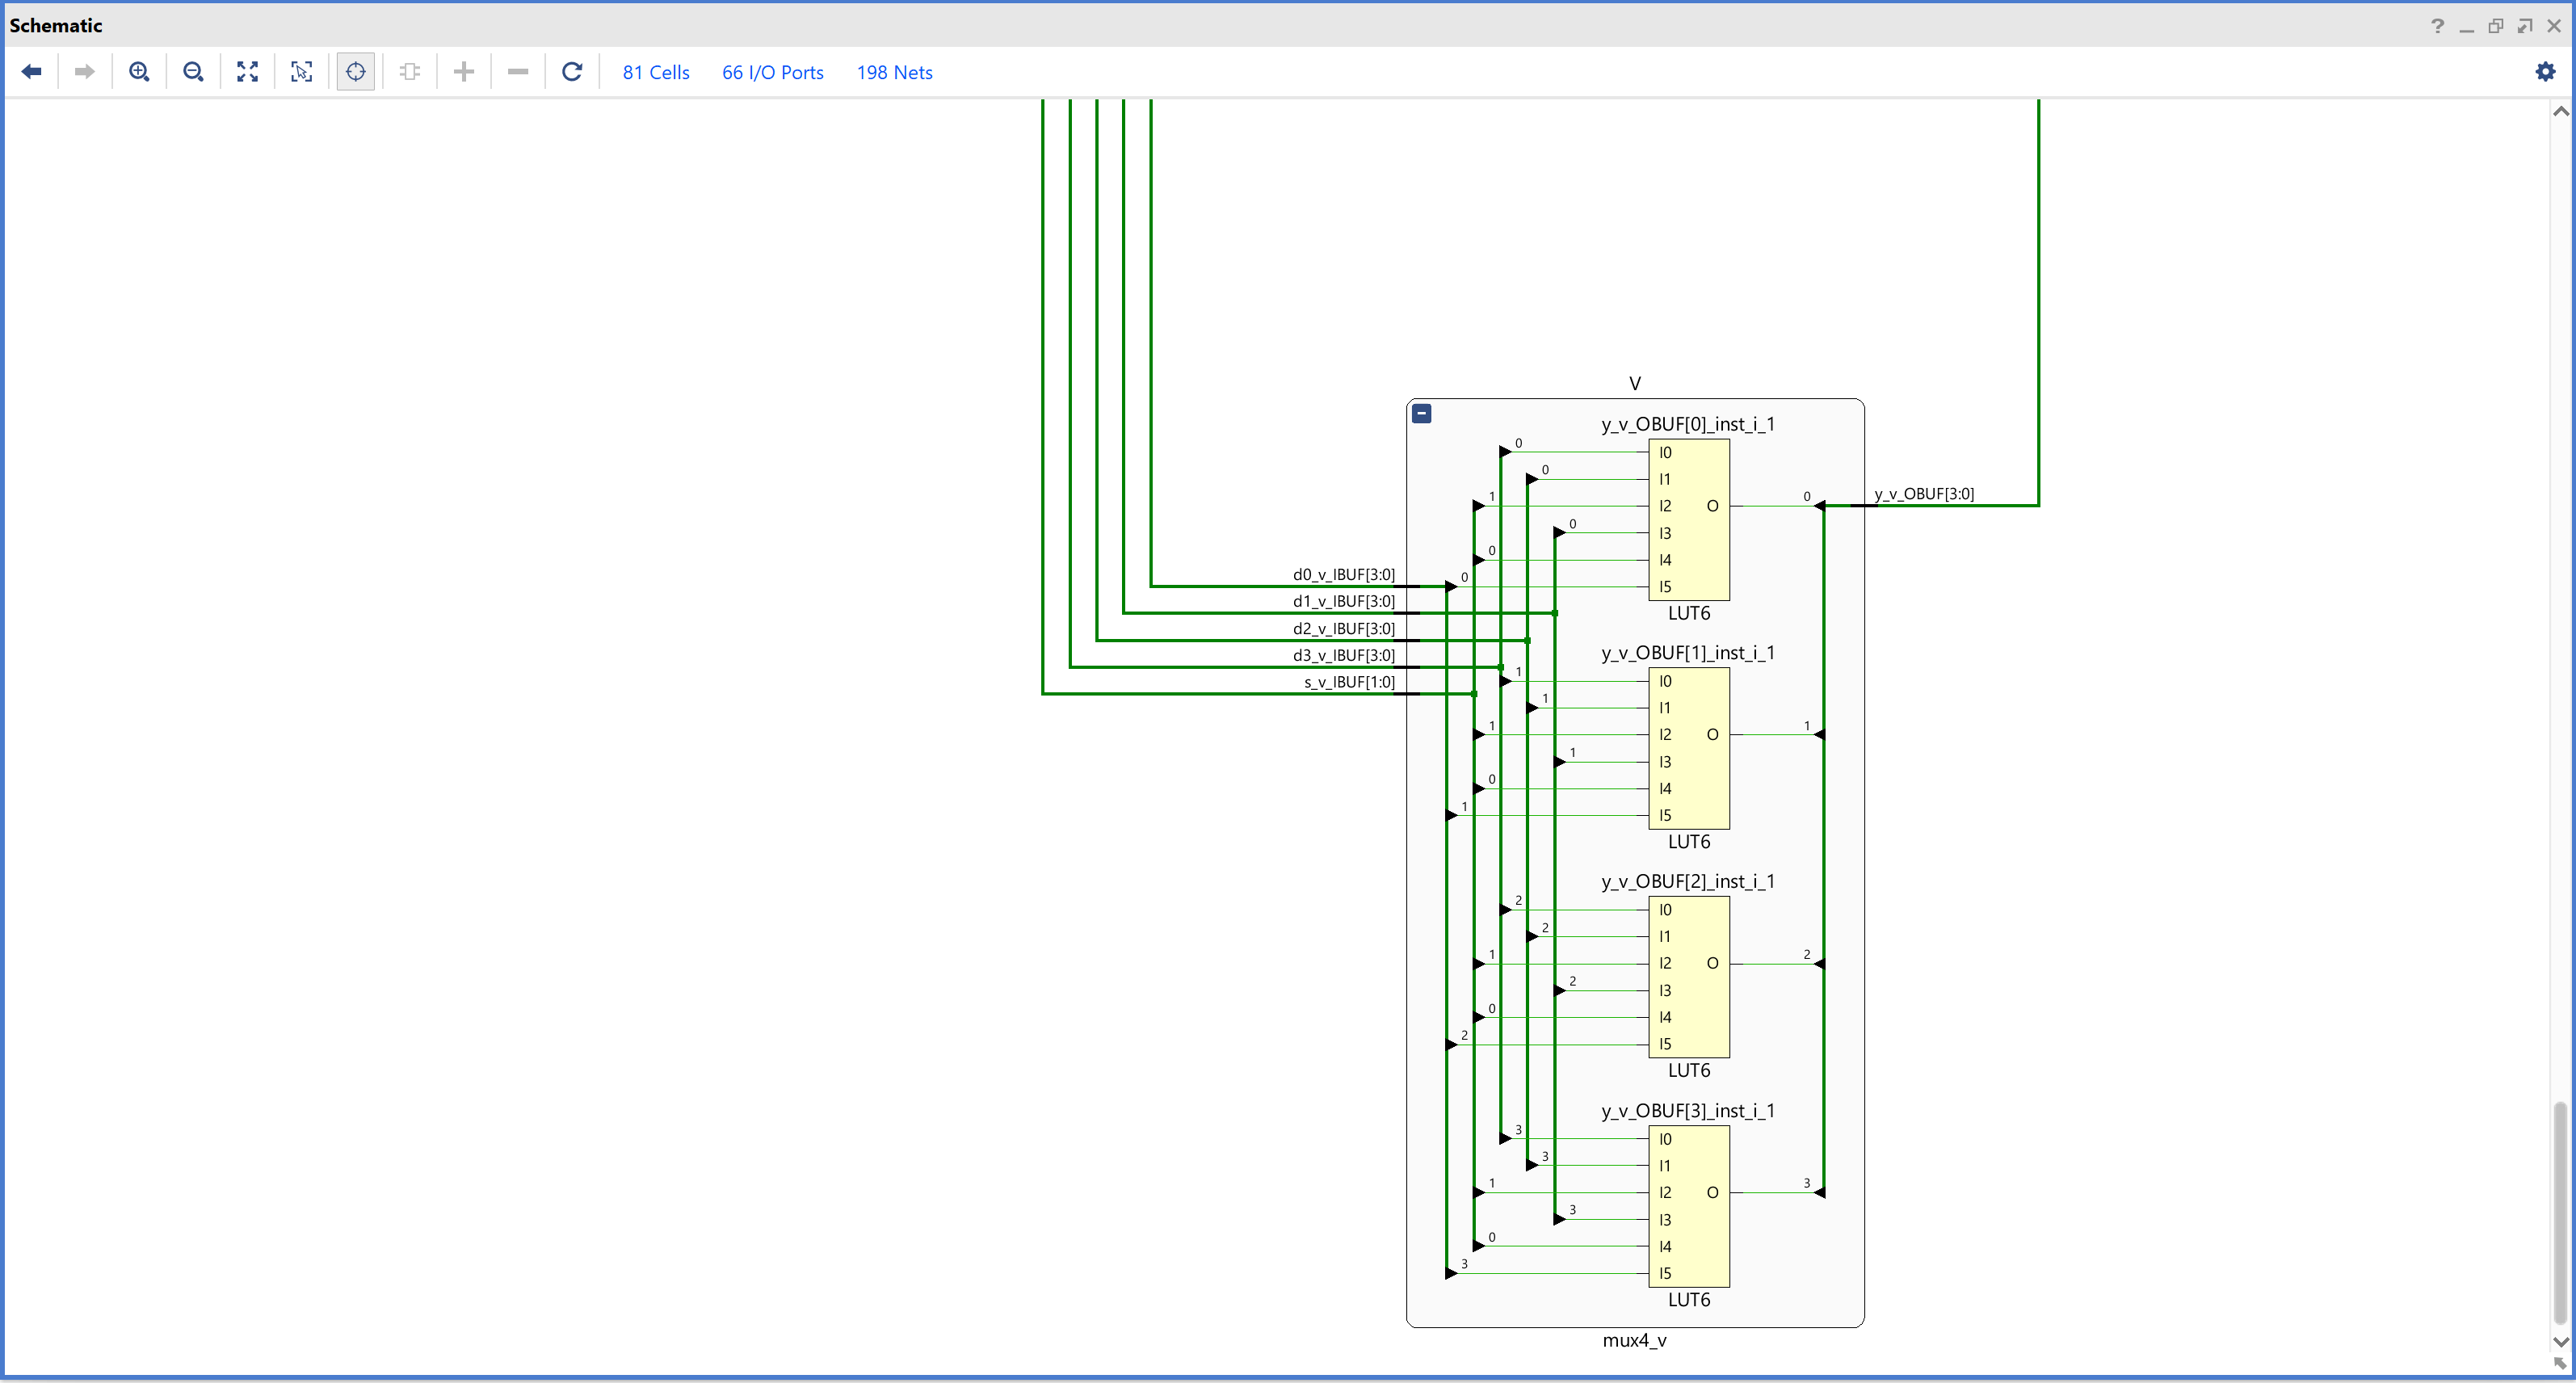 Schematic
81 Cells 66 I/O Ports 198 Nets
V
y_v_OBUF[0]_inst_i_1
0 I0
0 I1
1 I2 O 0 y_v_OBUF[3:0]
0 I3
0 I4
d0_v_IBUF[3:0] 0 I5
d1_v_IBUF[3:0] LUT6
d2_v_IBUF[3:0]
d3_v_IBUF[3:0] y_v_OBUF[1]_inst_i_1
s_v_IBUF[1:0] 1 I0
1 I1
1 I2 O 1
1 I3
0 I4
1 I5
LUT6
y_v_OBUF[2]_inst_i_1
2 I0
2 I1
1 I2 O 2
2 I3
0 I4
2 I5
LUT6
y_v_OBUF[3]_inst_i_1
3 I0
3 I1
1 I2 O 3
3 I3
0 I4
3 I5
LUT6
mux4_v